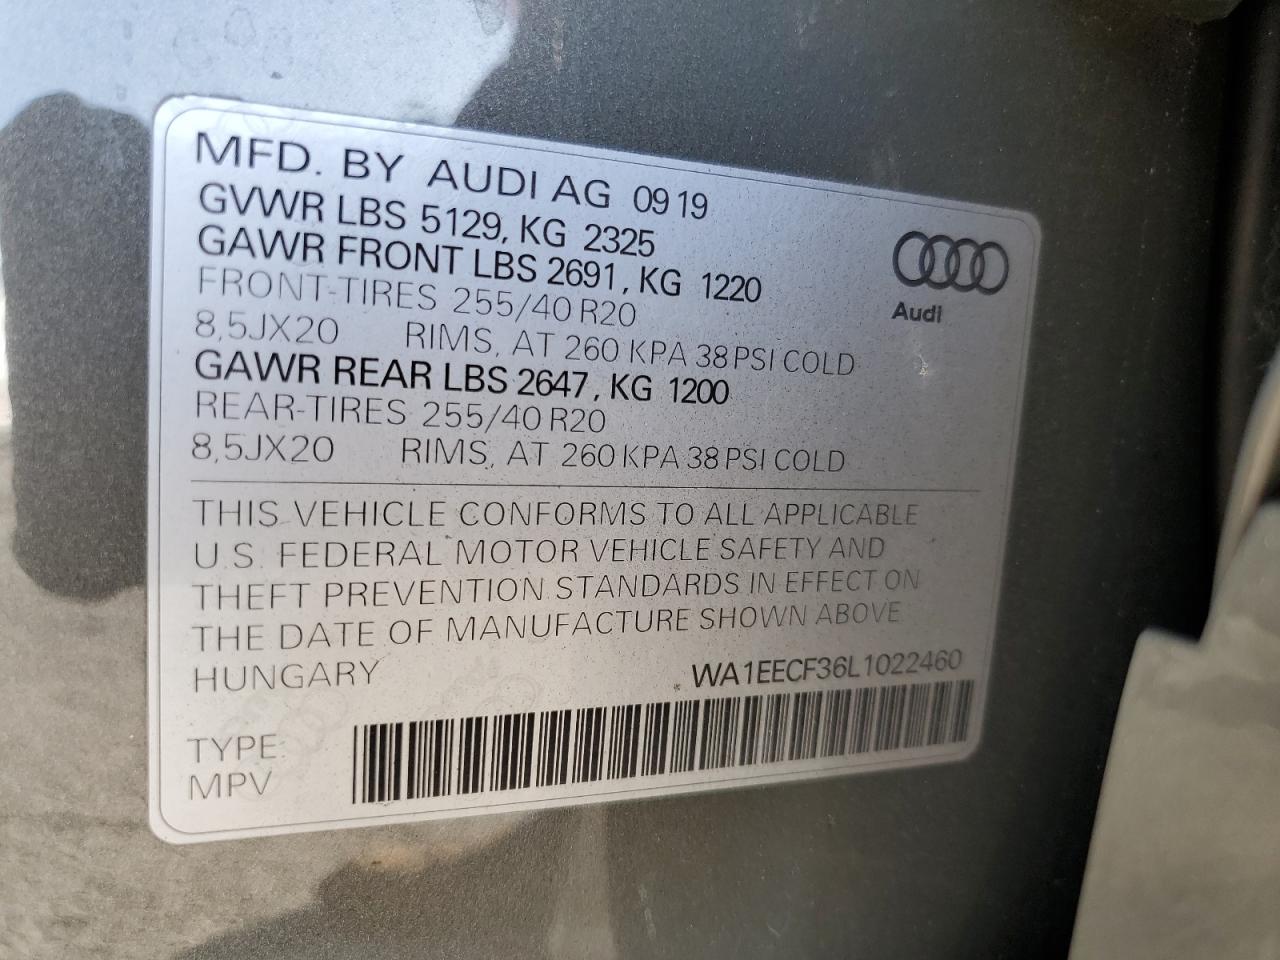 MFD. BY AUDI AG 09 19
GVWR LBS 5129, KG 2325
GAWR FRONT LBS 2691, KG 1220
FRONT-TIRES 255/40 R20
8,5JX20 RIMS, AT 260 KPA 38 PSI COLD
GAWR REAR LBS 2647, KG 1200
REAR-TIRES 255/40 R20
8,5JX20 RIMS, AT 260 KPA 38 PSI COLD
Audi
THIS VEHICLE CONFORMS TO ALL APPLICABLE
U.S. FEDERAL MOTOR VEHICLE SAFETY AND
THEFT PREVENTION STANDARDS IN EFFECT ON
THE DATE OF MANUFACTURE SHOWN ABOVE
HUNGARY
WA1EECF36L1022460
TYPE:
MPV